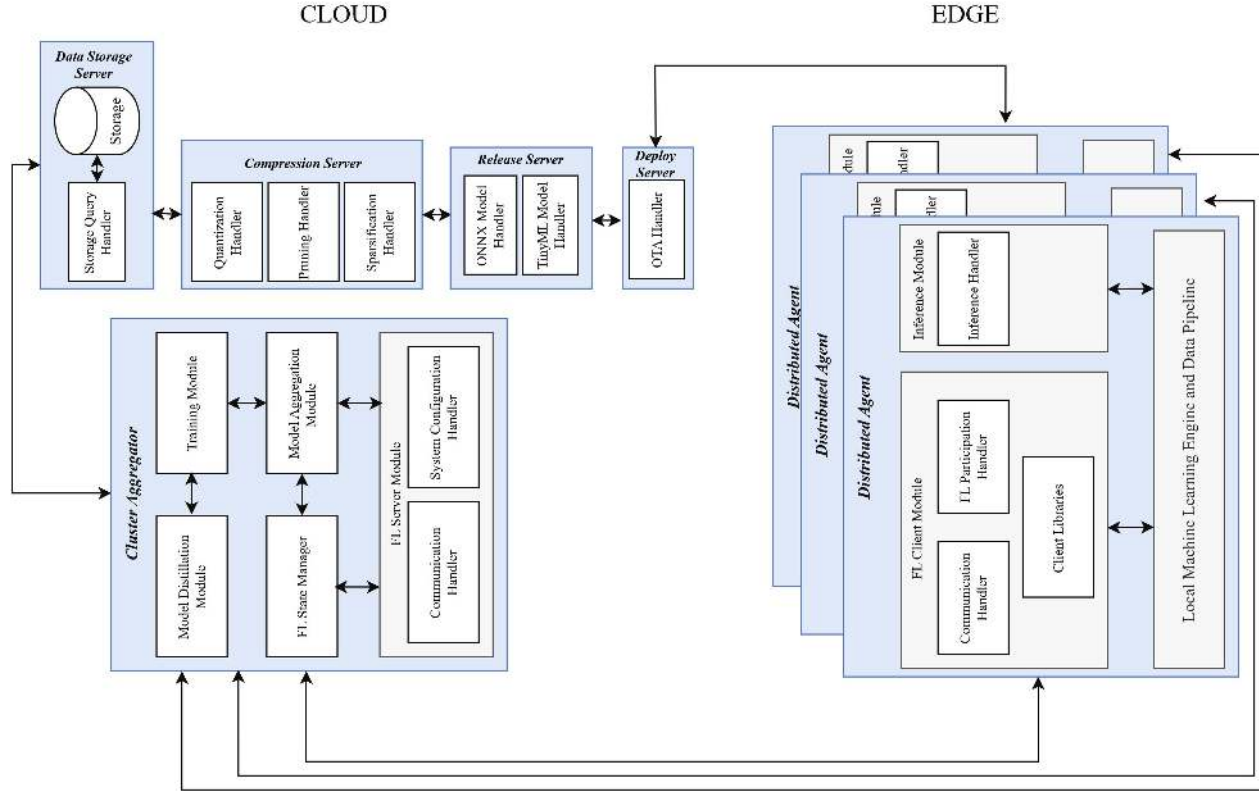 CLOUD
EDGE
Data Storage
Server
Storage
Storage Query
Handler
Compression Server
Quantization
Handler
Pruning Handler
Sparsification
Handler
Release Server
ONNX Model
Handler
TinyML Model
Handler
Deploy
Server
OTA Handler
Cluster Aggregator
Training Module
Model Aggregation
Module
Model Distillation
Module
FL State Manager
FL Server Module
System Configuration
Handler
Communication
Handler
Distributed Agent
Distributed Agent
Distributed Agent
Inference Module
Inference Handler
FL Client Module
FL Participation
Handler
Communication
Handler
Client Libraries
Local Machine Learning Engine and Data Pipeline